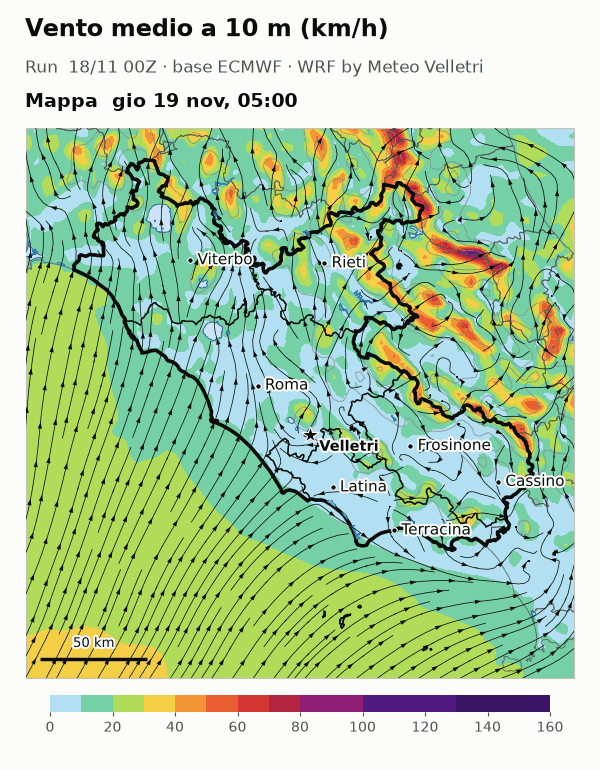 Vento medio a 10 m (km/h)
Run 18/11 00Z · base ECMWF · WRF by Meteo Velletri
Mappa gio 19 nov, 05:00
Viterbo
Rieti
Roma
Velletri
Frosinone
Latina
Cassino
Terracina
50 km
0 20 40 60 80 100 120 140 160